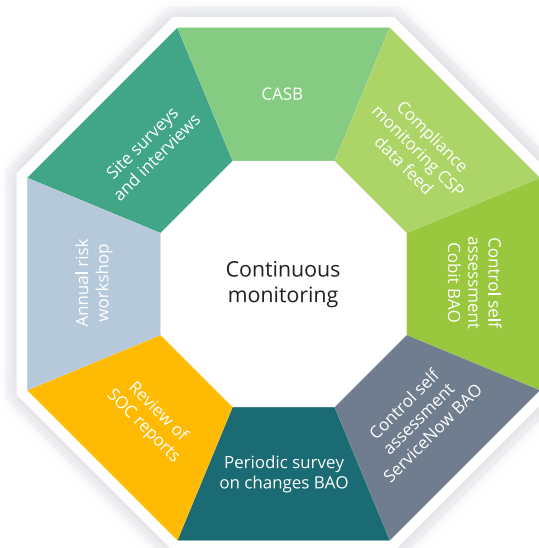 CASB
Compliance
monitoring CSP
data feed
Control self
assessment
Cobit BAO
Control self
assessment
ServiceNow BAO
Periodic survey
on changes BAO
Review of
SOC reports
Annual risk
workshop
Site surveys
and interviews
Continuous
monitoring